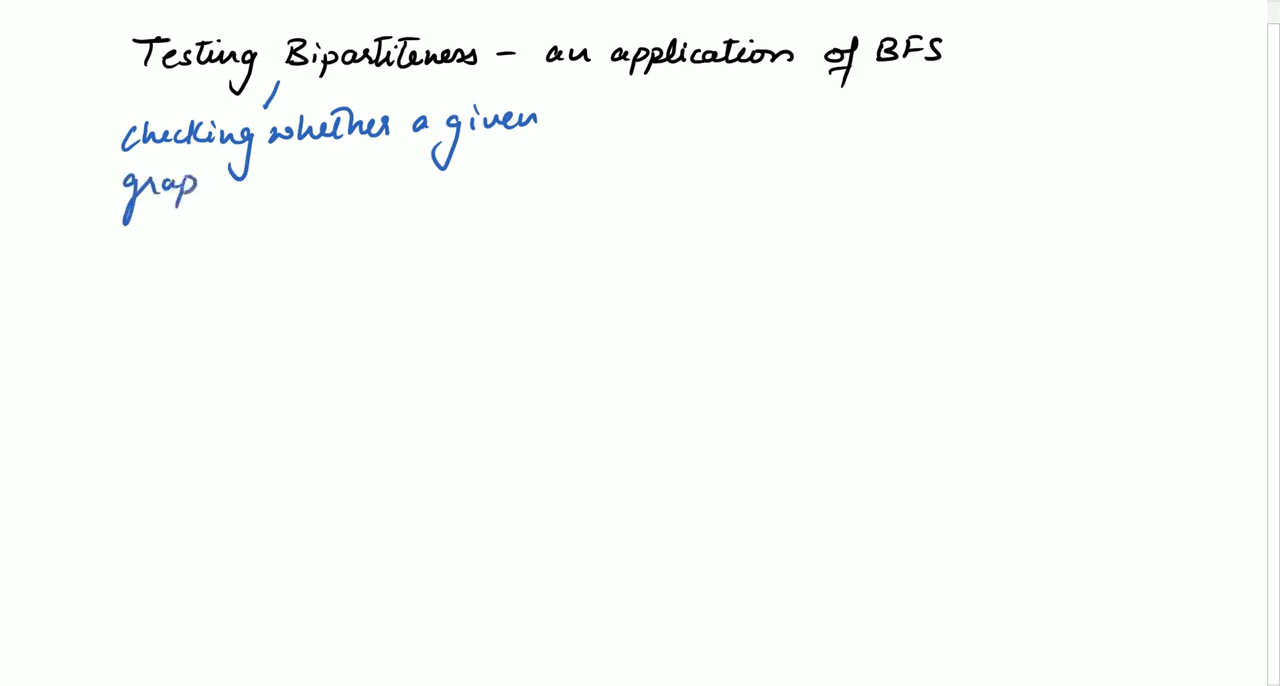 Testing Bipartiteness - an application of BFS
checking whether a given
grap